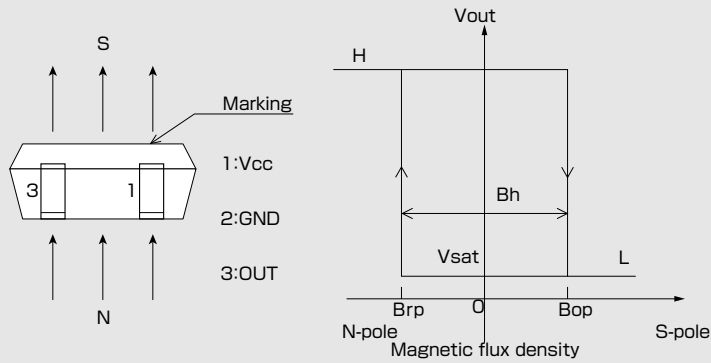 S
Marking
3
1
1:Vcc
2:GND
3:OUT
N
Vout
H
Bh
Vsat
L
Brp
0
Bop
N-pole
S-pole
Magnetic flux density